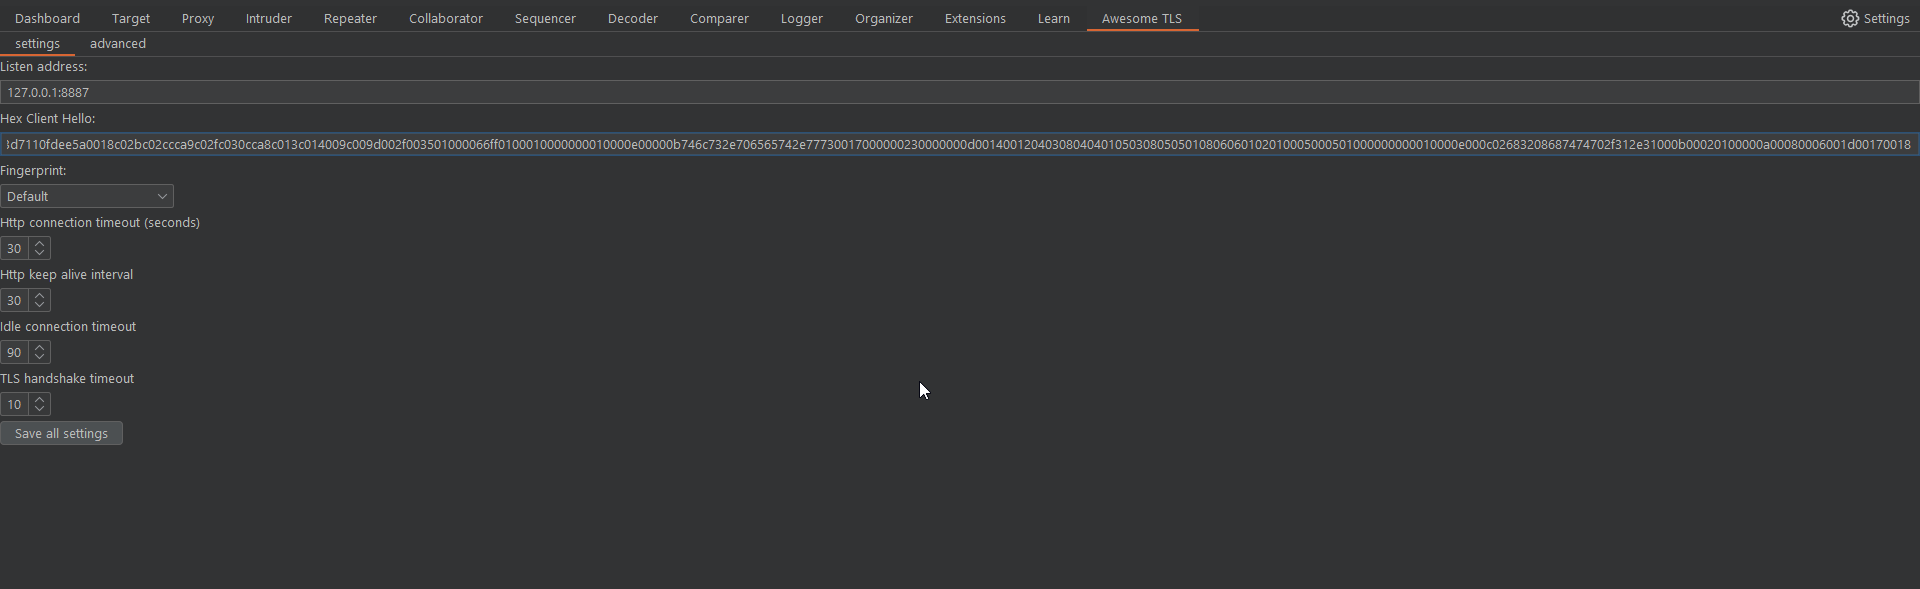 Dashboard Target Proxy Intruder Repeater Collaborator Sequencer Decoder Comparer Logger Organizer Extensions Learn Awesome TLS Settings
settings advanced
Listen address:
127.0.0.1:8887
Hex Client Hello:
3d7110fdee5a0018c02bc02ccca9c02fc030cca8c013c014009c009d002f003501000066ff0100010000000010000e00000b746c732e706565742e777300170000002300000000d0014001204030804040105030805050108060601020100050005010000000000100000e000c02683208687474702f312e31000b00020100000a00080006001d00170018
Fingerprint:
Default
Http connection timeout (seconds)
30
Http keep alive interval
30
Idle connection timeout
90
TLS handshake timeout
10
Save all settings